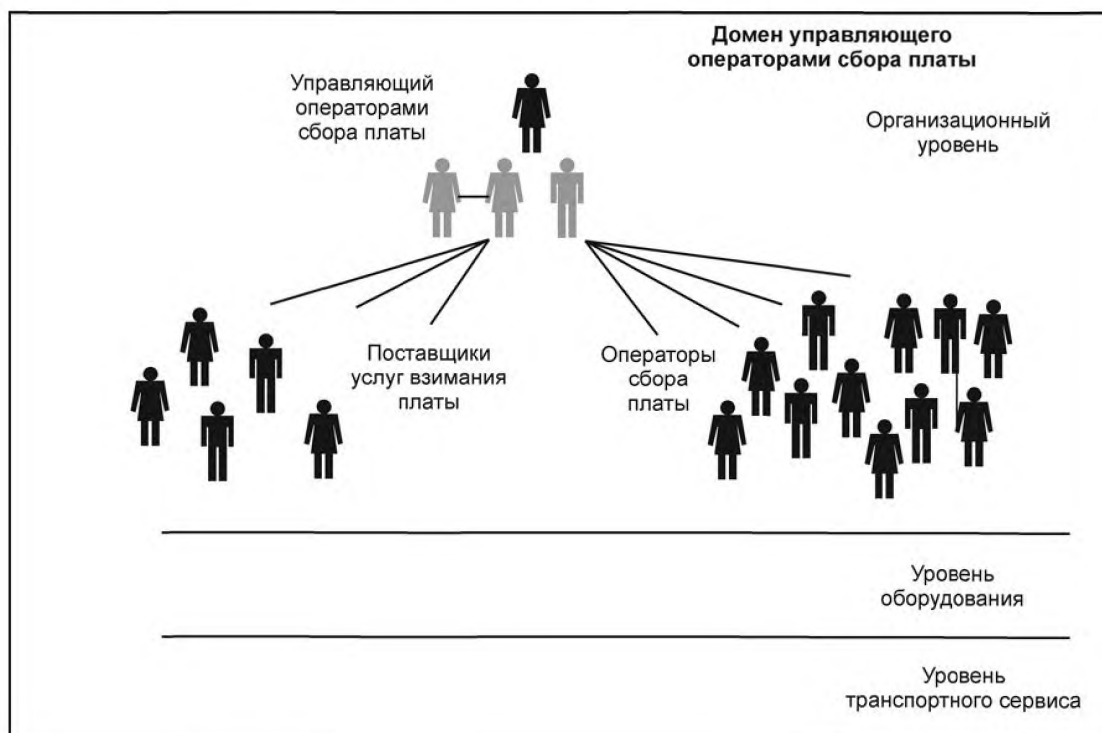 Домен управляющего
операторами сбора платы
Управляющий
операторами
сбора платы
Организационный
уровень
Поставщики
услуг взимания
платы
Операторы
сбора
платы
Уровень
оборудования
Уровень
транспортного сервиса